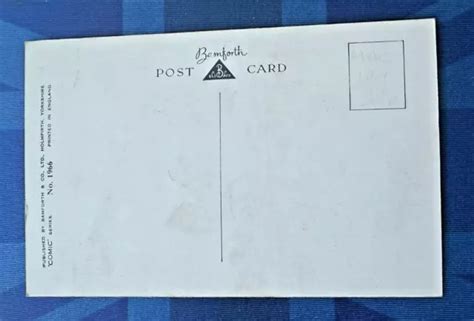 Bamforth
POST CARD
B
PUBLISHED BY BAMFORTH & CO. LTD. HOLMFIRTH, YORKSHIRE
"COMIC" SERIES No. 1966 PRINTED IN ENGLAND.